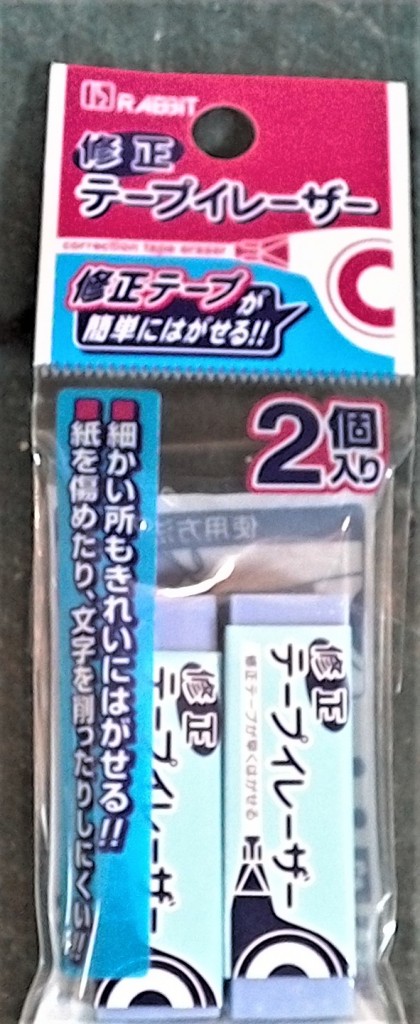 RABBIT
修正
テープイレーザー
correction tape eraser
修正テープが
簡単にはがせる!!
2個
入り
■細かい所もきれいにはがせる!!
■紙を傷めたり、文字を削ったりしにくい!!
使用方法
修正
テープイレーザー
修正テープが早くはがせる
修正
テープイレーザー